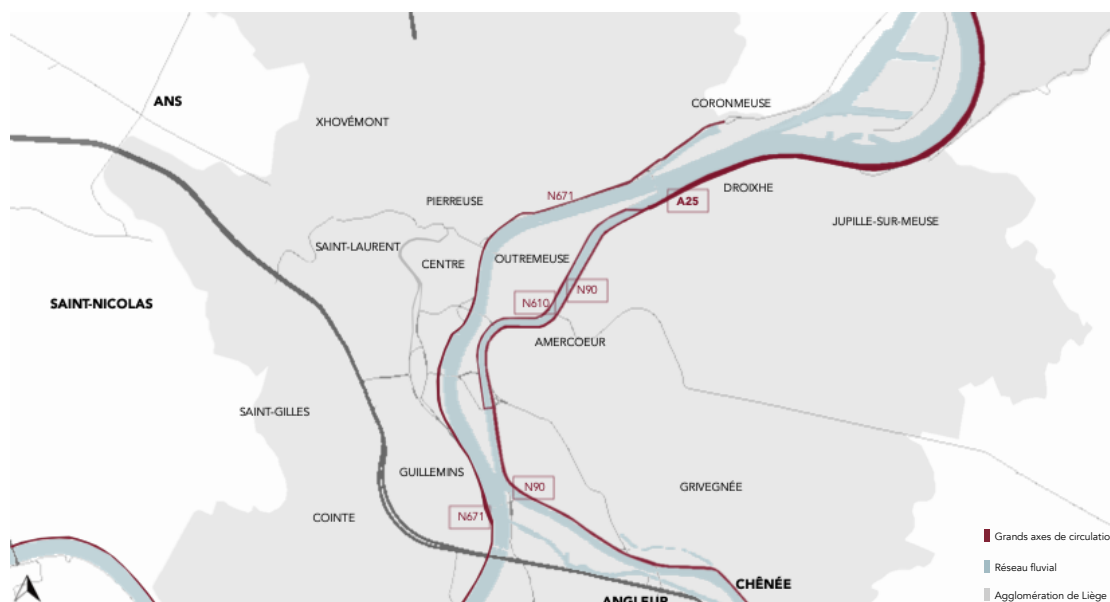 ANS
CORONMEUSE
XHOVÉMONT
DROIXHE
N671
A25
PIERREUSE
JUPILLE-SUR-MEUSE
SAINT-LAURENT
CENTRE
OUTREMEUSE
N90
N610
SAINT-NICOLAS
AMERCOEUR
SAINT-GILLES
GUILLEMINS
N90
GRIVEGNÉE
COINTE
N671
Grands axes de circulatio
Réseau fluvial
CHÊNÉE
Agglomération de Liège
ANGLEUR